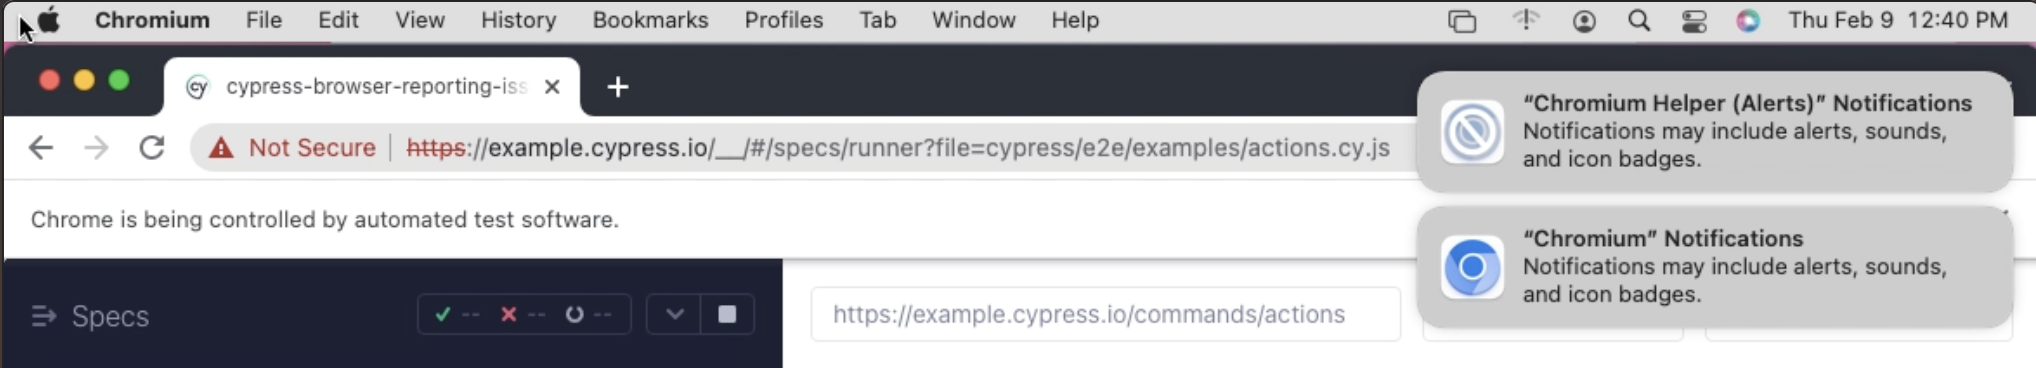 Chromium File Edit View History Bookmarks Profiles Tab Window Help Thu Feb 9 12:40 PM
cy cypress-browser-reporting-iss
Not Secure https://example.cypress.io/__/#/specs/runner?file=cypress/e2e/examples/actions.cy.js
Chrome is being controlled by automated test software.
“Chromium Helper (Alerts)” Notifications
Notifications may include alerts, sounds,
and icon badges.
“Chromium” Notifications
Notifications may include alerts, sounds,
and icon badges.
Specs -- -- --
https://example.cypress.io/commands/actions